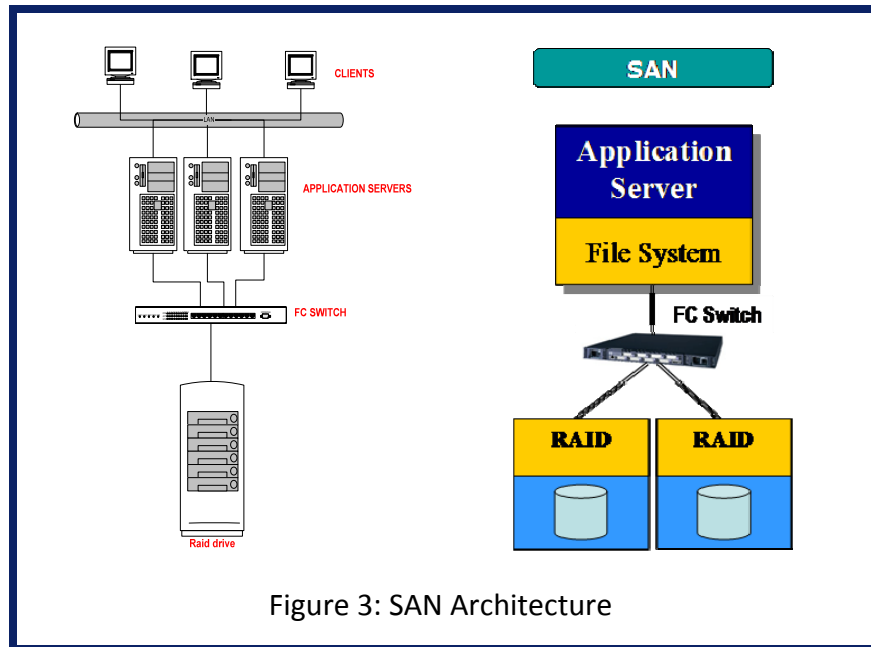 CLIENTS
LAN
APPLICATION SERVERS
FC SWITCH
Raid drive
SAN
Application
Server
File System
FC Switch
RAID
RAID
Figure 3: SAN Architecture